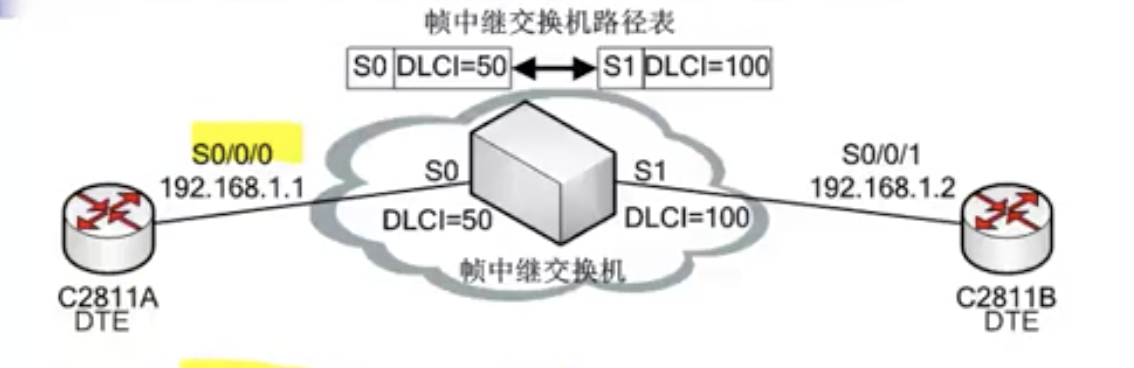 帧中继交换机路径表
S0 DLCI=50 S1 DLCI=100
S0/0/0
192.168.1.1
S0
DLCI=50
S1
DLCI=100
S0/0/1
192.168.1.2
帧中继交换机
C2811A
DTE
C2811B
DTE